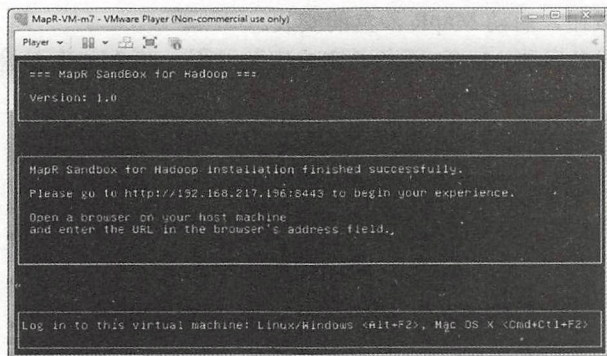 MapR-VM-m7 - VMware Player (Non-commercial use only)
Player
=== MapR SandBox for Hadoop ===
Version: 1.0
MapR Sandbox for Hadoop installation finished successfully.
Please go to http://192.168.217.196:8443 to begin your experience.
Open a browser on your host machine
and enter the URL in the browser's address field.
Log in to this virtual machine: Linux/Windows <Alt+F2>, Mac OS X <Cmd+Ctl+F2>